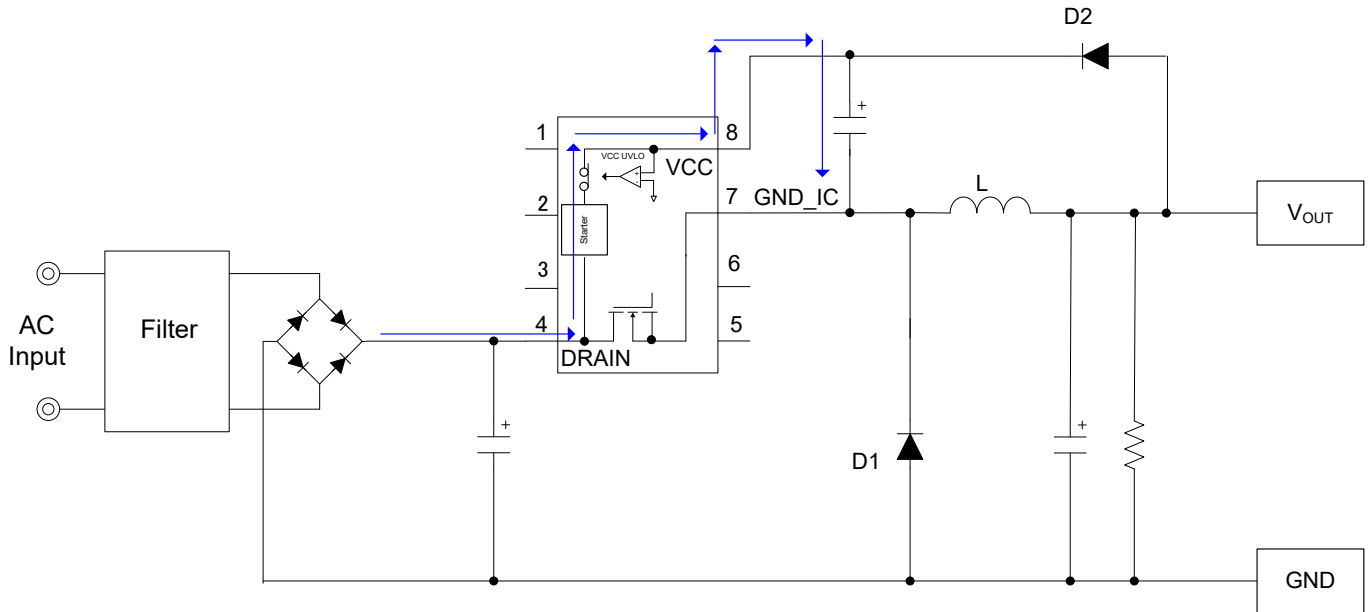 D2
1
8
VCC UVLO
VCC
+
-
+
2
7
GND_IC
L
VOUT
Starter
3
6
AC
Input
Filter
4
5
DRAIN
+
+
D1
GND